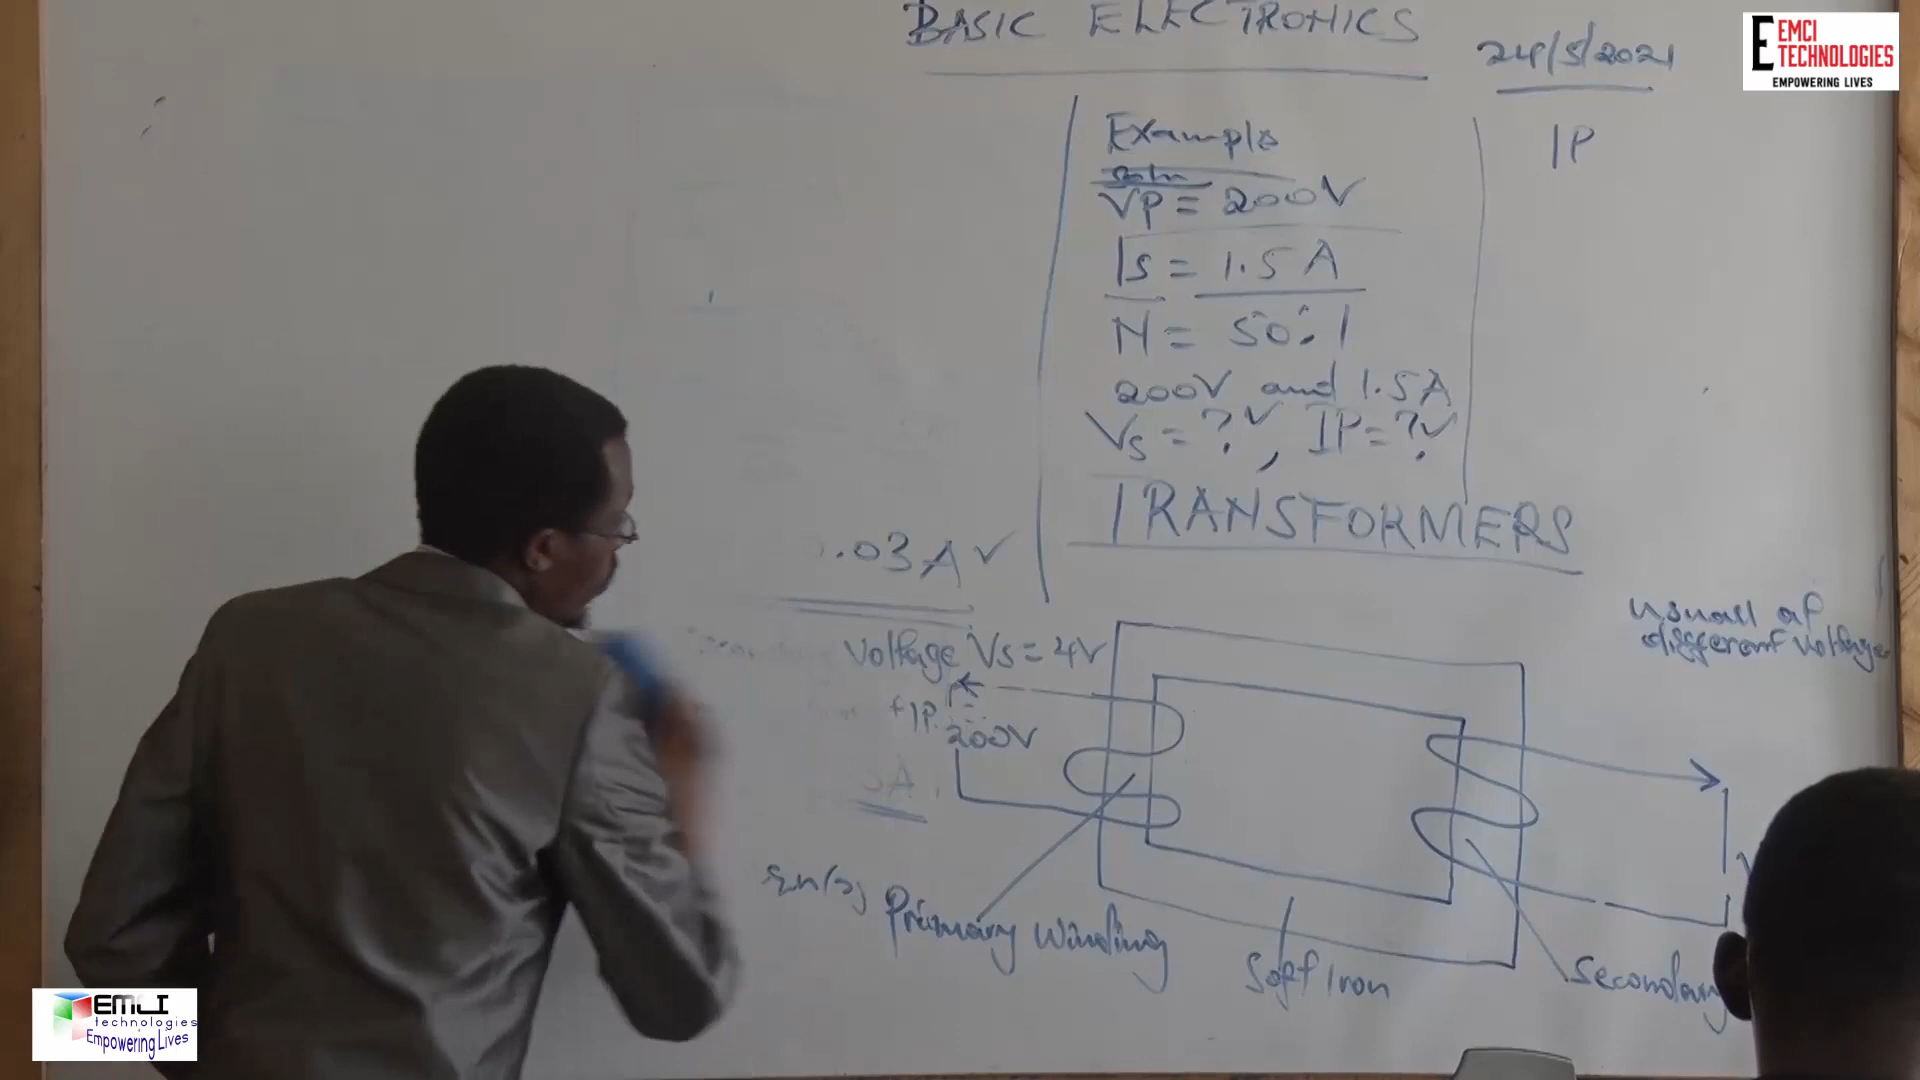 BASIC ELECTRONICS
24/5/2021
E EMCI
TECHNOLOGIES
EMPOWERING LIVES
Example
Soln
VP = 200V
IS = 1.5A
N = 50:1
200V and 1.5A
Vs = ?✓, IP = ?✓
IP
TRANSFORMERS
.03A ✓
Voltage Vs = 4V
IP
200V
usuall of
different voltage
Primary Winding
Soft Iron
Secondary
EMCI
technologies
Empowering Lives